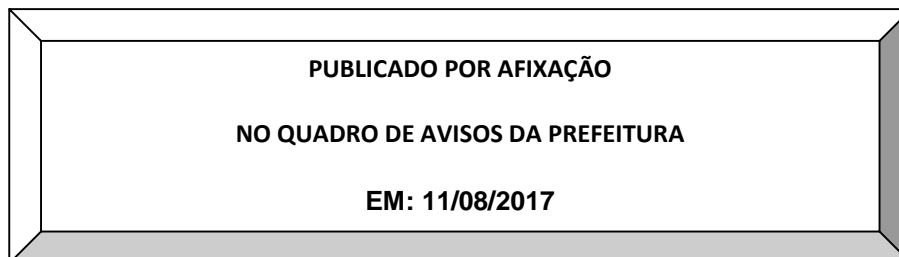 PUBLICADO POR AFIXAÇÃO
NO QUADRO DE AVISOS DA PREFEITURA
EM: 11/08/2017